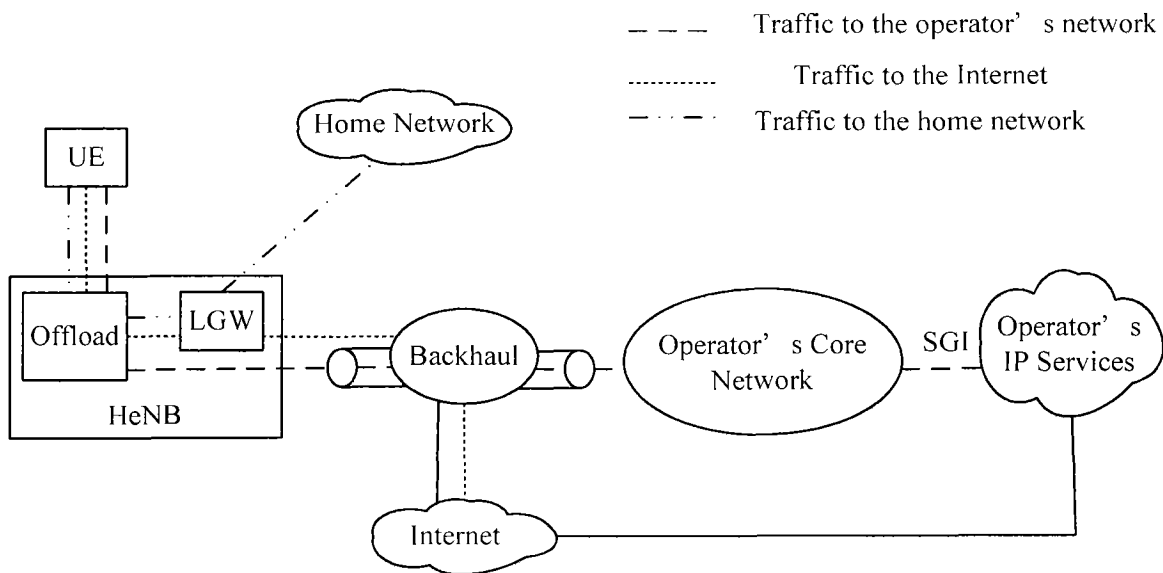 Traffic to the operator' s network
Traffic to the Internet
Traffic to the home network
Home Network
UE
Offload
LGW
HeNB
Backhaul
Operator' s Core
Network
SGI
Operator' s
IP Services
Internet